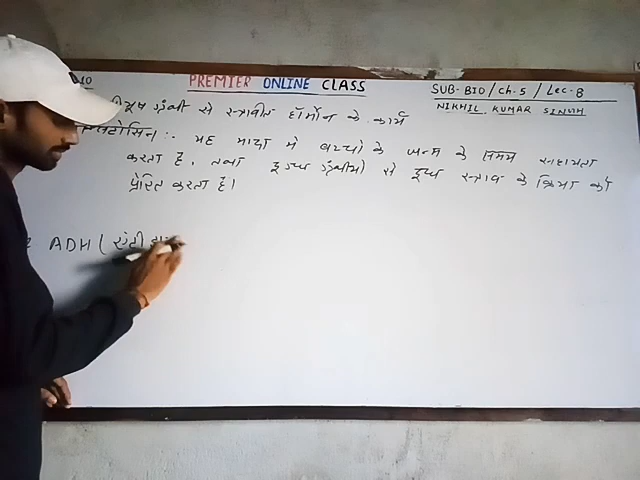 10 PREMIER ONLINE CLASS SUB-BIO/Ch-5/Lec-8
NIKHIL KUMAR SINGH
ग्रंथी से स्त्रावीत हॉर्मोन के कार्य
:- यह मादा में बच्चो के जन्म के समय सहायता
करता है, तथा दुग्ध ग्रंथीयो से दुग्ध स्त्राव के क्रिया को
प्रेरित करता है।
ADH ( एंटी